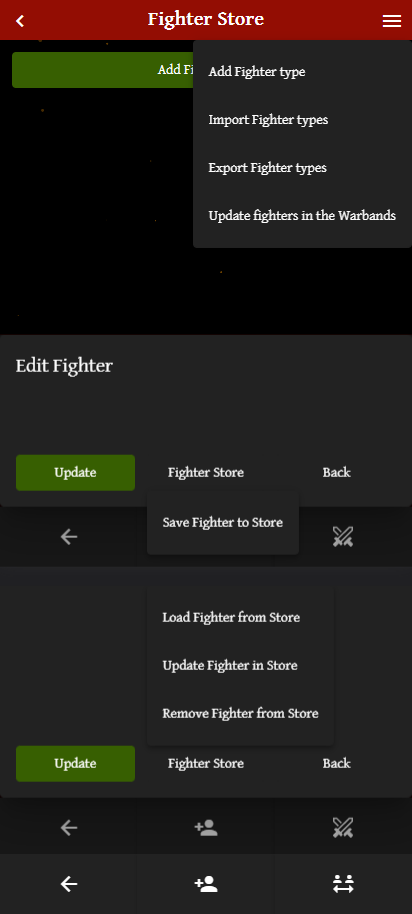 Fighter Store
Add Fi
Add Fighter type
Import Fighter types
Export Fighter types
Update fighters in the Warbands
Edit Fighter
Update Fighter Store Back
Save Fighter to Store
Load Fighter from Store
Update Fighter in Store
Remove Fighter from Store
Update Fighter Store Back